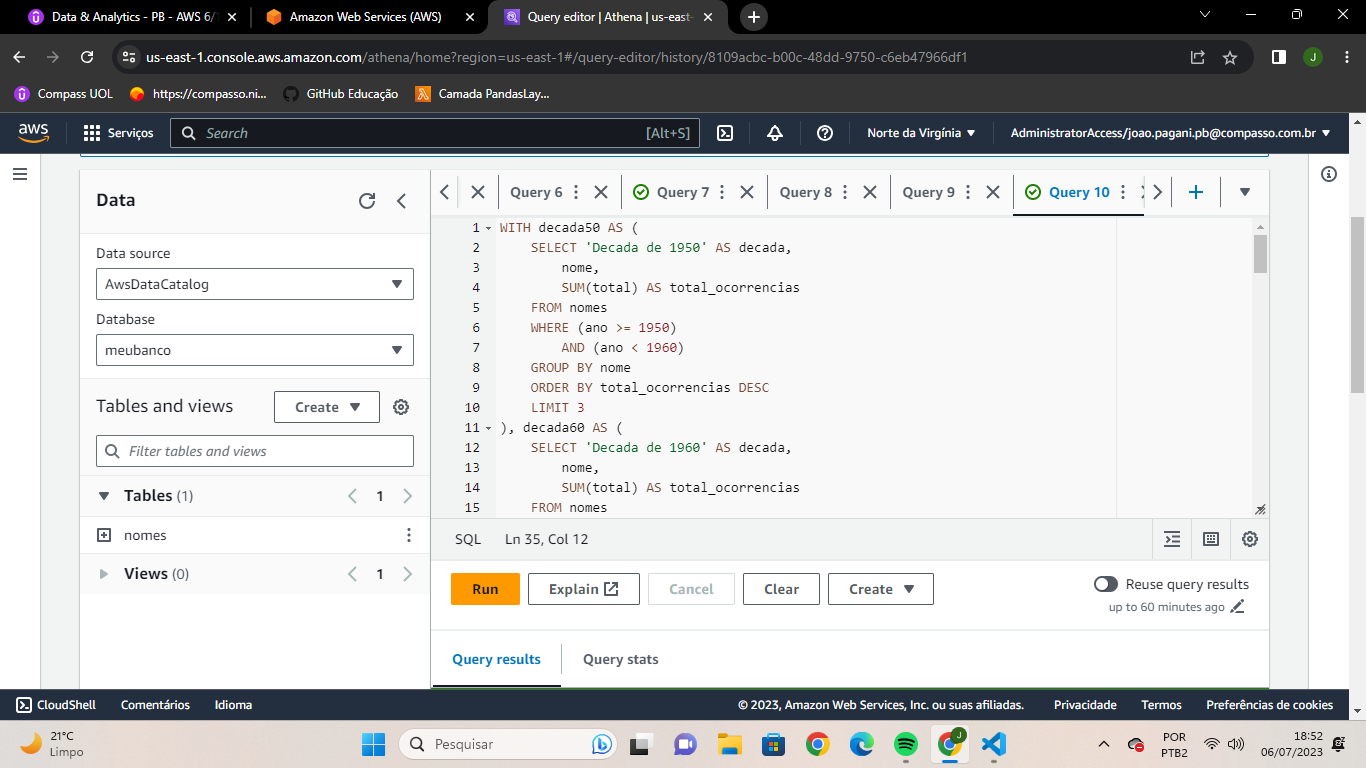 Data & Analytics - PB - AWS 6/
Amazon Web Services (AWS)
Query editor | Athena | us-east-
us-east-1.console.aws.amazon.com/athena/home?region=us-east-1#/query-editor/history/8109acbc-b00c-48dd-9750-c6eb47966df1
J
Compass UOL
https://compasso.ni...
GitHub Educação
Camada PandasLay...
aws
Serviços
Search
[Alt+S]
Norte da Virgínia
AdministratorAccess/joao.pagani.pb@compasso.com.br
Data
Data source
AwsDataCatalog
Database
meubanco
Tables and views
Create
Filter tables and views
Tables (1)
1
nomes
Views (0)
1
Query 6
Query 7
Query 8
Query 9
Query 10
1 WITH decada50 AS (
2 SELECT 'Decada de 1950' AS decada,
3 nome,
4 SUM(total) AS total_ocorrencias
5 FROM nomes
6 WHERE (ano >= 1950)
7 AND (ano < 1960)
8 GROUP BY nome
9 ORDER BY total_ocorrencias DESC
10 LIMIT 3
11 ), decada60 AS (
12 SELECT 'Decada de 1960' AS decada,
13 nome,
14 SUM(total) AS total_ocorrencias
15 FROM nomes
SQL
Ln 35, Col 12
Run
Explain
Cancel
Clear
Create
Reuse query results
up to 60 minutes ago
Query results
Query stats
CloudShell
Comentários
Idioma
© 2023, Amazon Web Services, Inc. ou suas afiliadas.
Privacidade
Termos
Preferências de cookies
21°C
Limpo
Pesquisar
J
POR
PTB2
18:52
06/07/2023